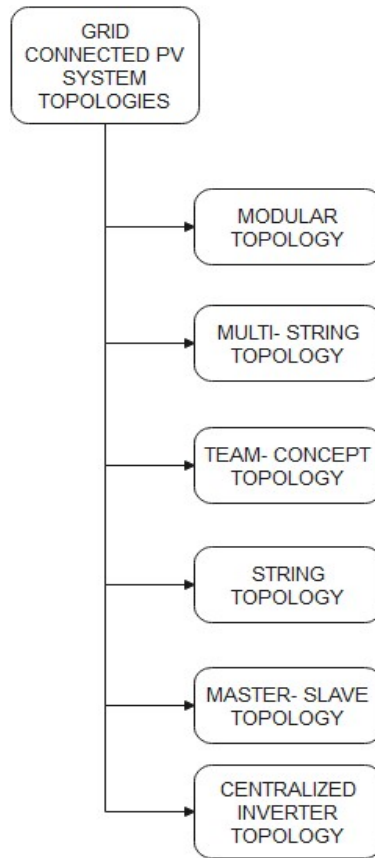 GRID
CONNECTED PV
SYSTEM
TOPOLOGIES
MODULAR
TOPOLOGY
MULTI- STRING
TOPOLOGY
TEAM- CONCEPT
TOPOLOGY
STRING
TOPOLOGY
MASTER- SLAVE
TOPOLOGY
CENTRALIZED
INVERTER
TOPOLOGY